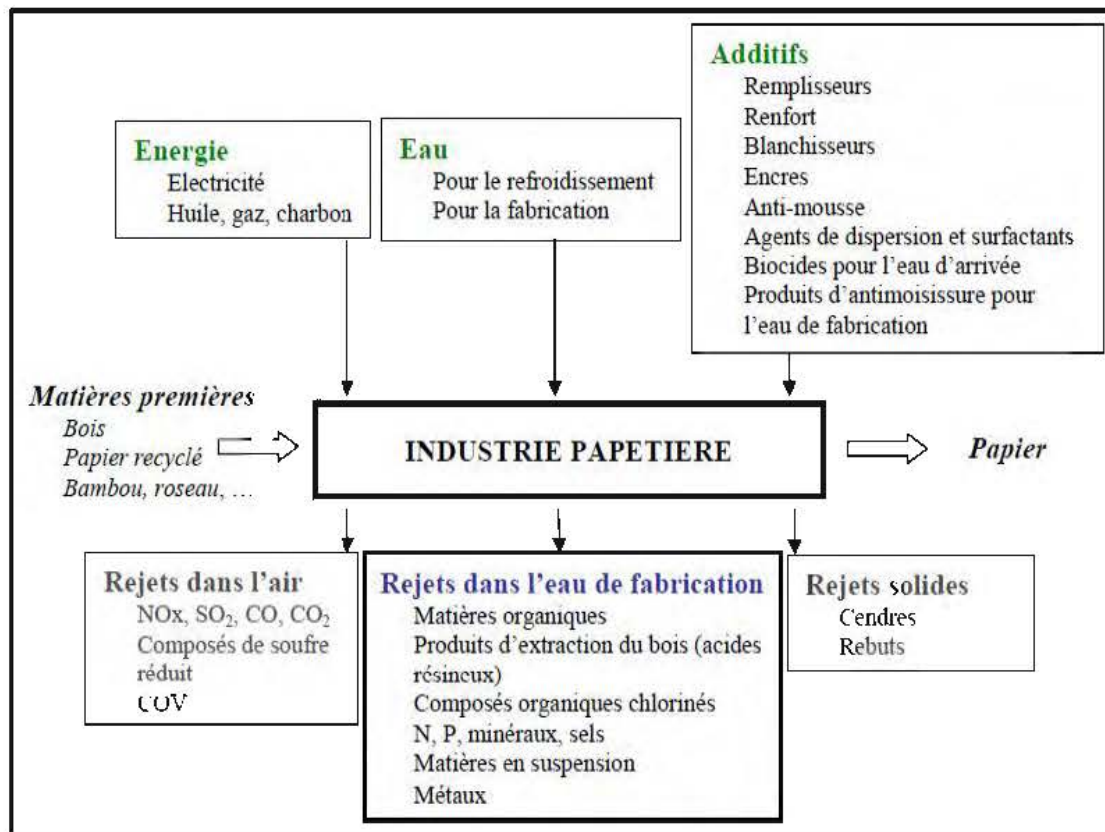 Additifs
Remplisseurs
Renfort
Blanchisseurs
Encres
Anti-mousse
Agents de dispersion et surfactants
Biocides pour l'eau d'arrivée
Produits d'antimoisissure pour
l'eau de fabrication
Energie
Electricité
Huile, gaz, charbon
Eau
Pour le refroidissement
Pour la fabrication
Matières premières
Bois
Papier recyclé
Bambou, roseau, …
INDUSTRIE PAPETIERE
Papier
Rejets dans l'air
NOx, SO₂, CO, CO₂
Composés de soufre
réduit
COV
Rejets dans l'eau de fabrication
Matières organiques
Produits d'extraction du bois (acides
résineux)
Composés organiques chlorinés
N, P, minéraux, sels
Matières en suspension
Métaux
Rejets solides
Cendres
Rebuts